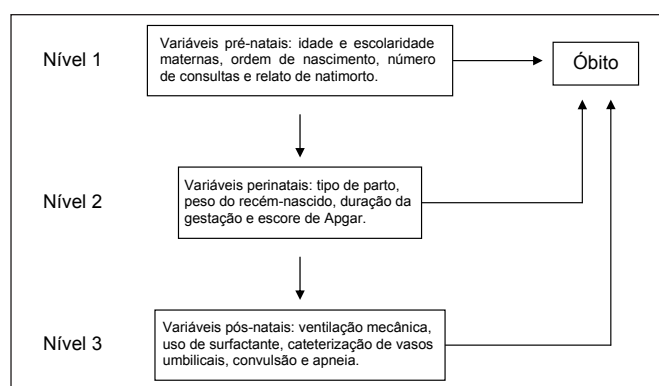 Nível 1
Variáveis pré-natais: idade e escolaridade
maternas, ordem de nascimento, número
de consultas e relato de natimorto.
Óbito
Nível 2
Variáveis perinatais: tipo de parto,
peso do recém-nascido, duração da
gestação e escore de Apgar.
Nível 3
Variáveis pós-natais: ventilação mecânica,
uso de surfactante, cateterização de vasos
umbilicais, convulsão e apneia.